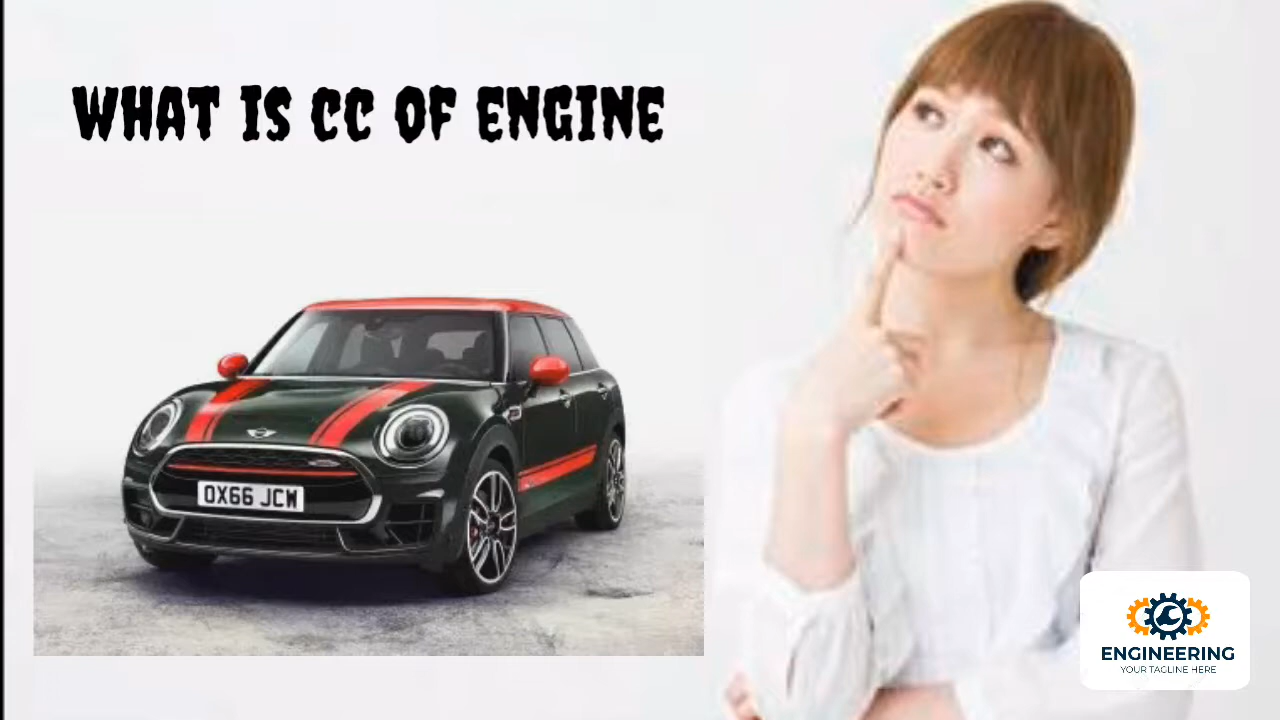 WHAT IS CC OF ENGINE
OX66 JCW
ENGINEERING
YOUR TAGLINE HERE